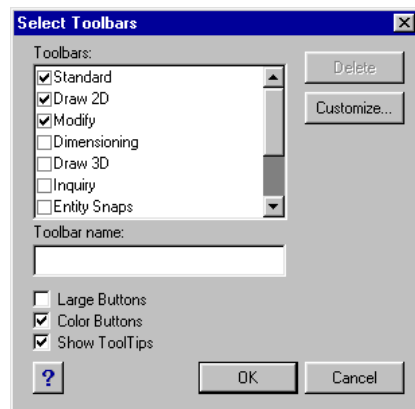 Select Toolbars
Toolbars:
Standard
Draw 2D
Modify
Dimensioning
Draw 3D
Inquiry
Entity Snaps
Delete
Customize...
Toolbar name:
Large Buttons
Color Buttons
Show ToolTips
?
OK
Cancel